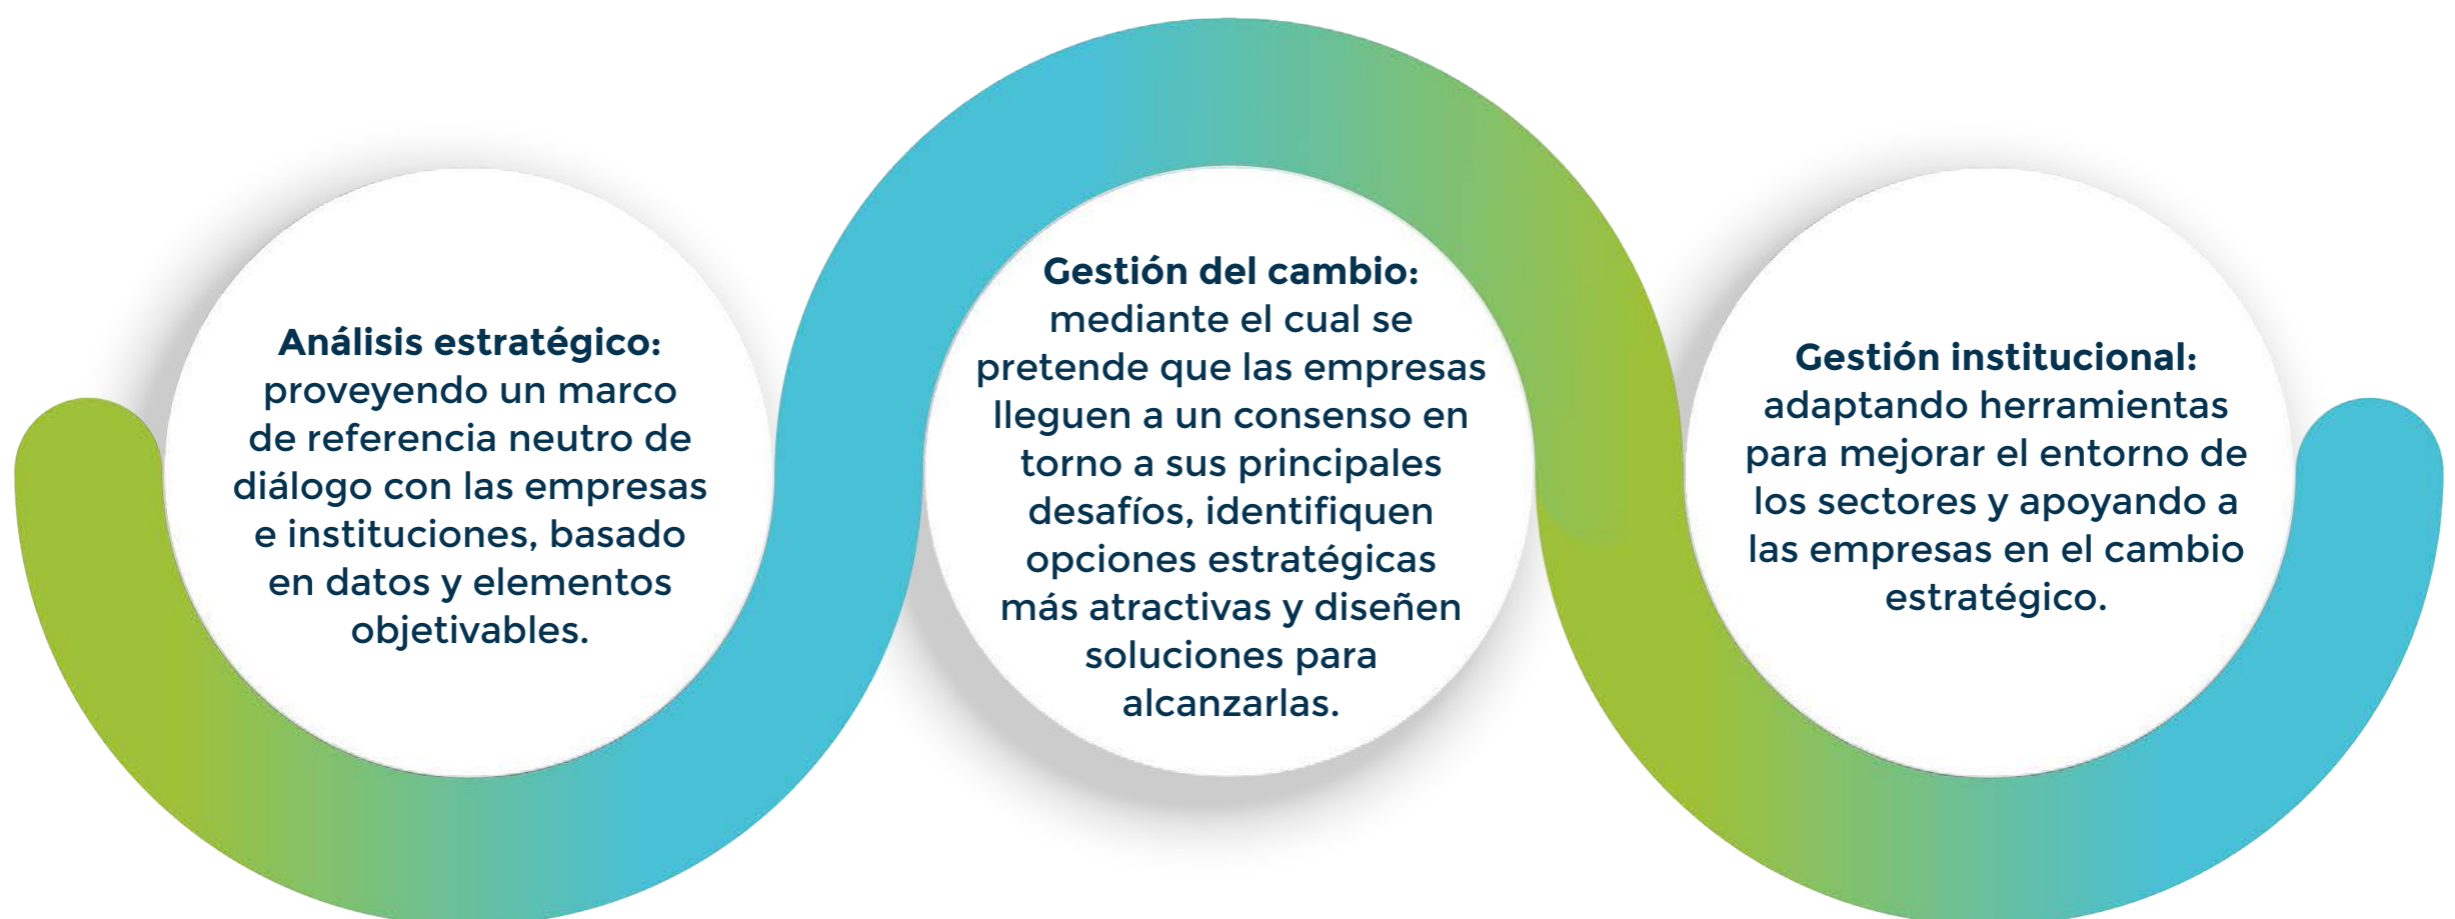 Análisis estratégico:
proveyendo un marco
de referencia neutro de
diálogo con las empresas
e instituciones, basado
en datos y elementos
objetivables.
Gestión del cambio:
mediante el cual se
pretende que las empresas
lleguen a un consenso en
torno a sus principales
desafíos, identifiquen
opciones estratégicas
más atractivas y diseñen
soluciones para
alcanzarlas.
Gestión institucional:
adaptando herramientas
para mejorar el entorno de
los sectores y apoyando a
las empresas en el cambio
estratégico.